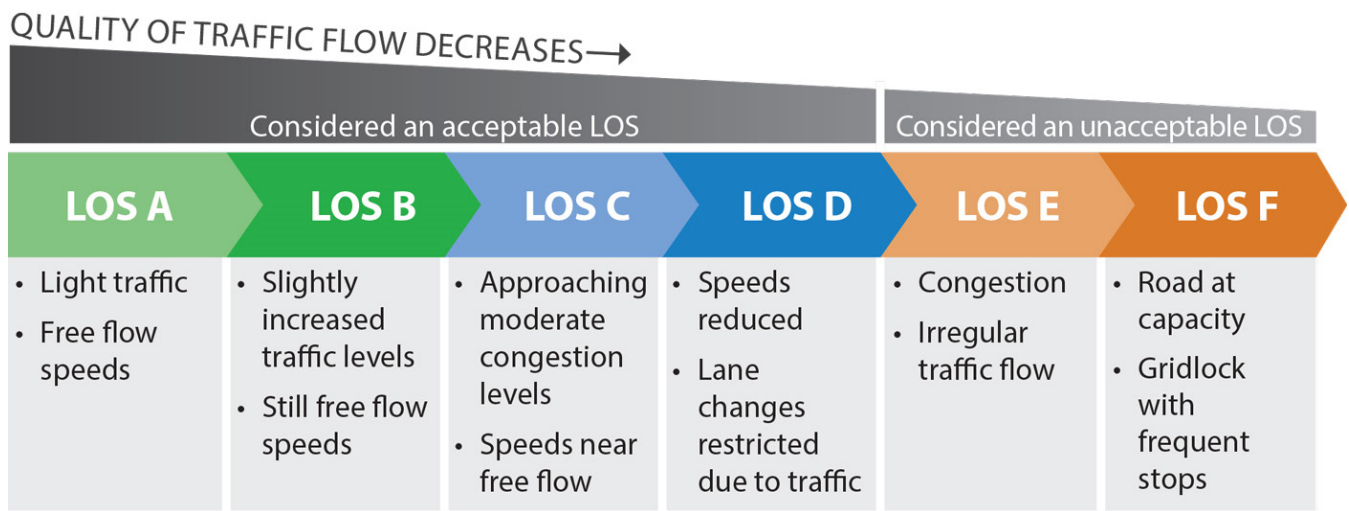 QUALITY OF TRAFFIC FLOW DECREASES→
Considered an acceptable LOS
Considered an unacceptable LOS
LOS A
LOS B
LOS C
LOS D
LOS E
LOS F
• Light traffic
• Free flow
speeds
• Slightly
increased
traffic levels
• Still free flow
speeds
• Approaching
moderate
congestion
levels
• Speeds near
free flow
• Speeds
reduced
• Lane
changes
restricted
due to traffic
• Congestion
• Irregular
traffic flow
• Road at
capacity
• Gridlock
with
frequent
stops